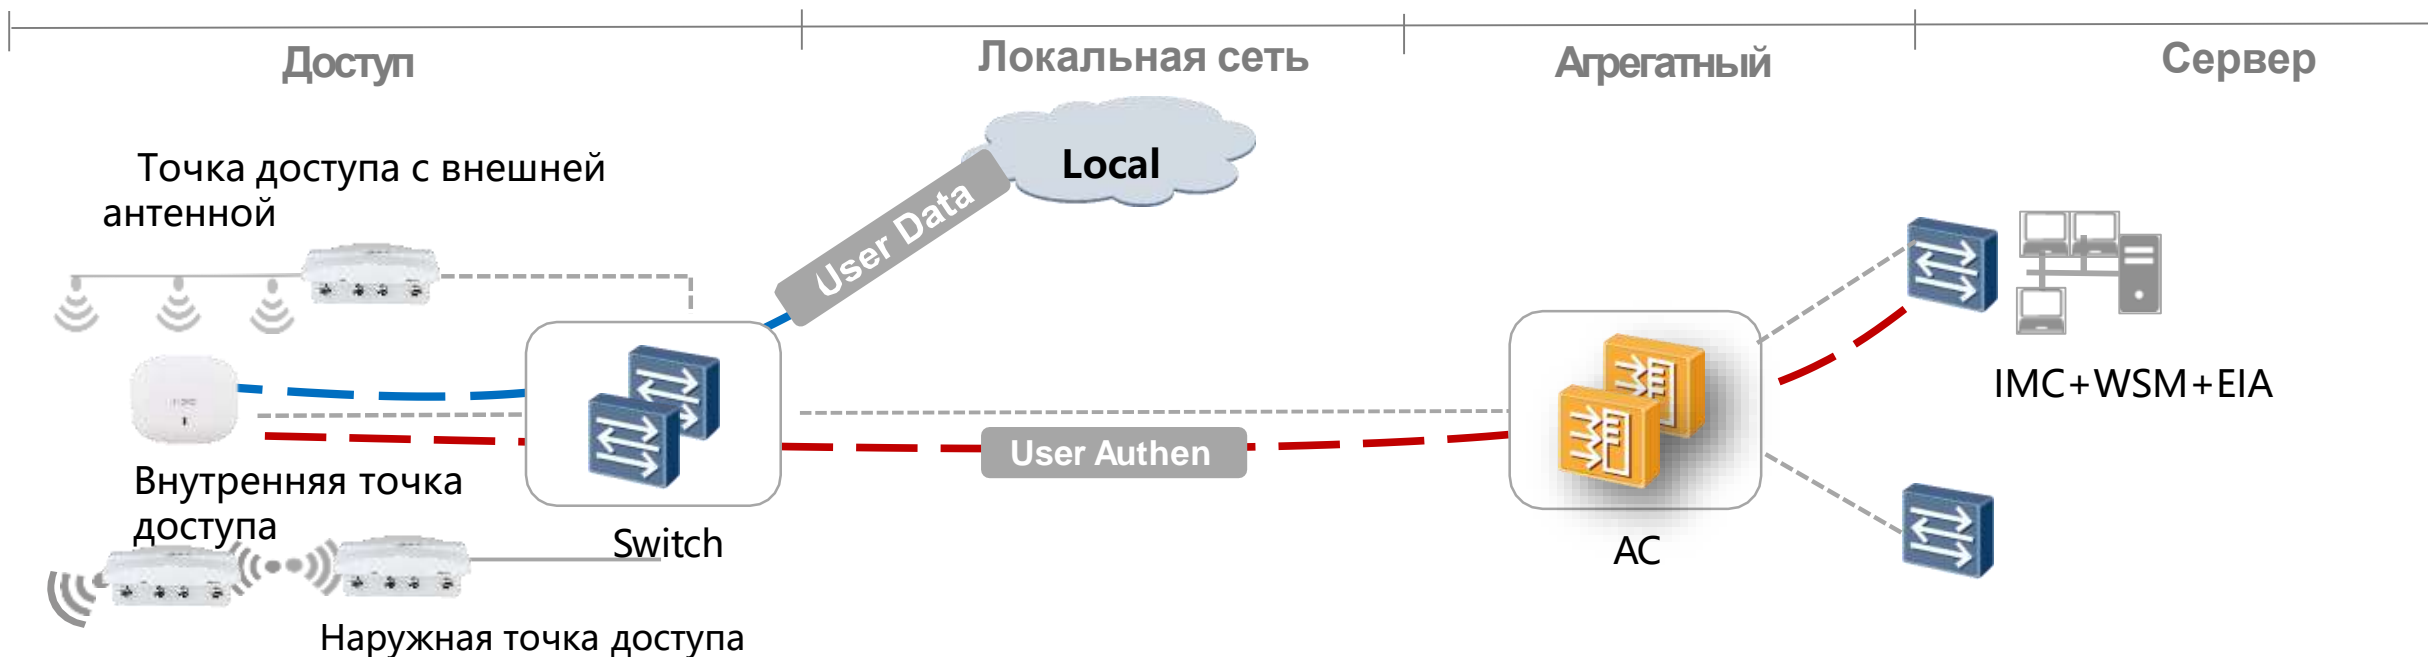 Доступ
Локальная сеть
Агрегатный
Сервер
Точка доступа с внешней
антенной
Local
User Data
User Authen
IMC+WSM+EIA
Внутренняя точка
доступа
Switch
AC
Наружная точка доступа